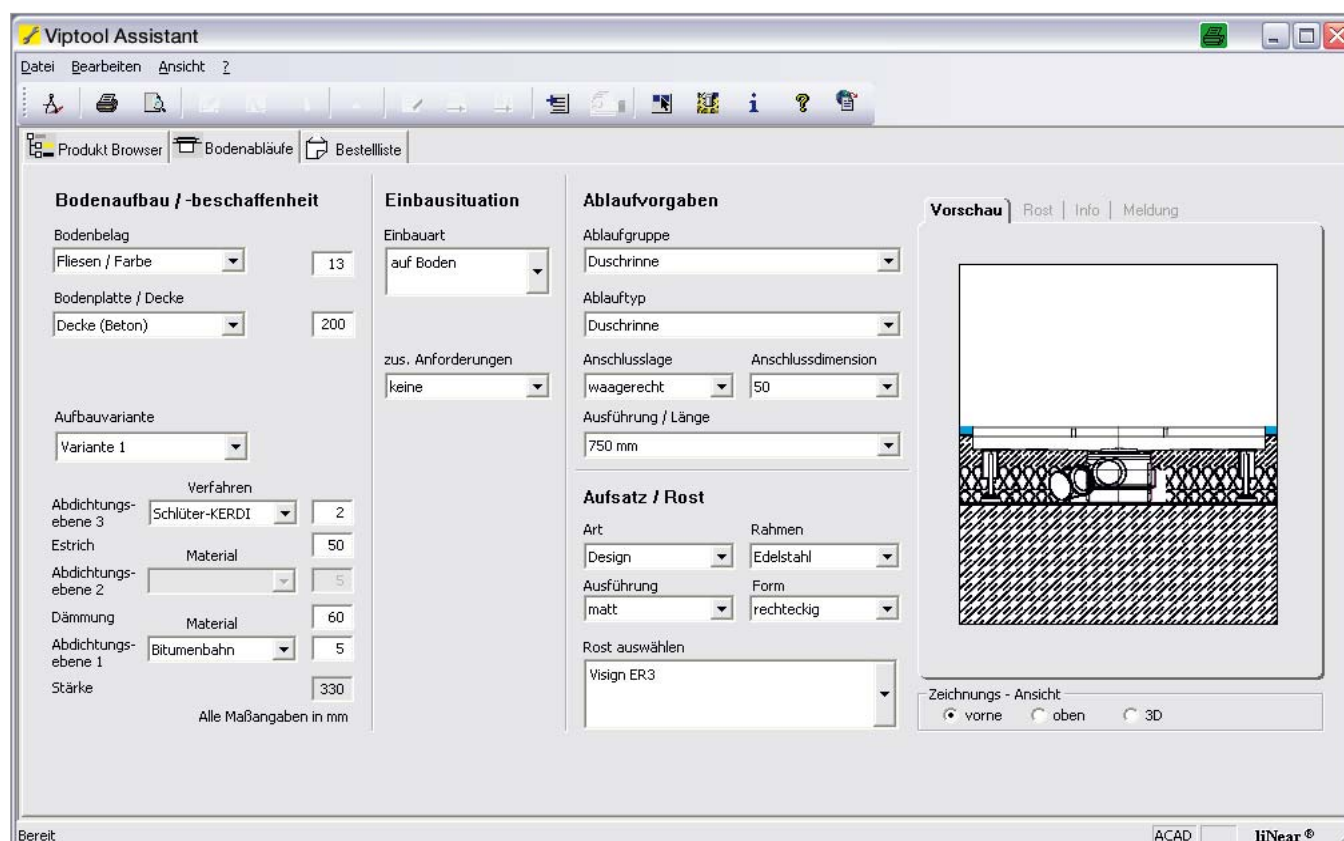 Viptool Assistant
Datei Bearbeiten Ansicht ?
Produkt Browser Bodenabläufe Bestellliste
Bodenaufbau / -beschaffenheit
Bodenbelag
Fliesen / Farbe 13
Bodenplatte / Decke
Decke (Beton) 200
Aufbauvariante
Variante 1
Verfahren
Abdichtungs-
ebene 3
Schlüter-KERDI 2
Estrich 50
Material
Abdichtungs-
ebene 2
5
Dämmung 60
Material
Abdichtungs-
ebene 1
Bitumenbahn 5
Stärke 330
Alle Maßangaben in mm
Einbausituation
Einbauart
auf Boden
zus. Anforderungen
keine
Ablaufvorgaben
Ablaufgruppe
Duschrinne
Ablauftyp
Duschrinne
Anschlusslage Anschlussdimension
waagerecht 50
Ausführung / Länge
750 mm
Aufsatz / Rost
Art Rahmen
Design Edelstahl
Ausführung Form
matt rechteckig
Rost auswählen
Visign ER3
Vorschau Rost Info Meldung
Zeichnungs - Ansicht
vorne oben 3D
Bereit ACAD liNear ®